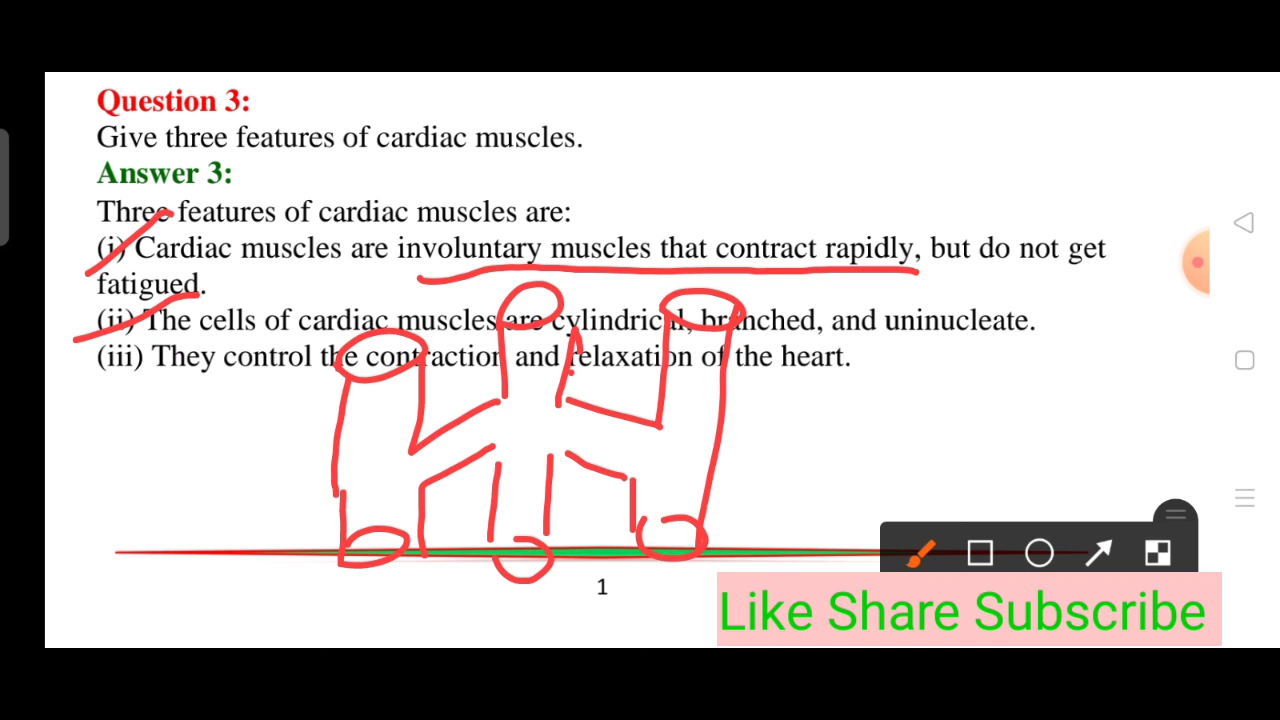 Question 3:
Give three features of cardiac muscles.
Answer 3:
Three features of cardiac muscles are:
(i) Cardiac muscles are involuntary muscles that contract rapidly, but do not get
fatigued.
(ii) The cells of cardiac muscles are cylindrical, branched, and uninucleate.
(iii) They control the contraction and relaxation of the heart.
1
Like Share Subscribe